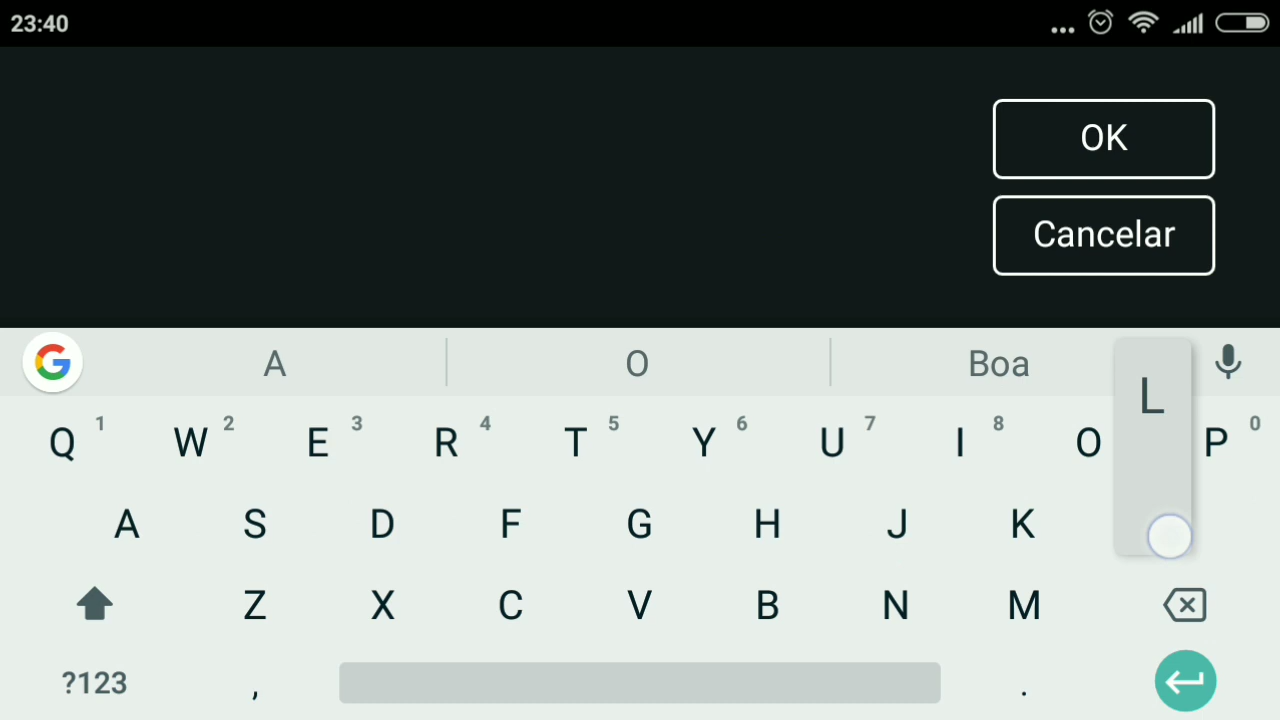 23:40
OK
Cancelar
A O Boa
L
Q 1 W 2 E 3 R 4 T 5 Y 6 U 7 I 8 O P 0
A S D F G H J K
Z X C V B N M
?123 , .